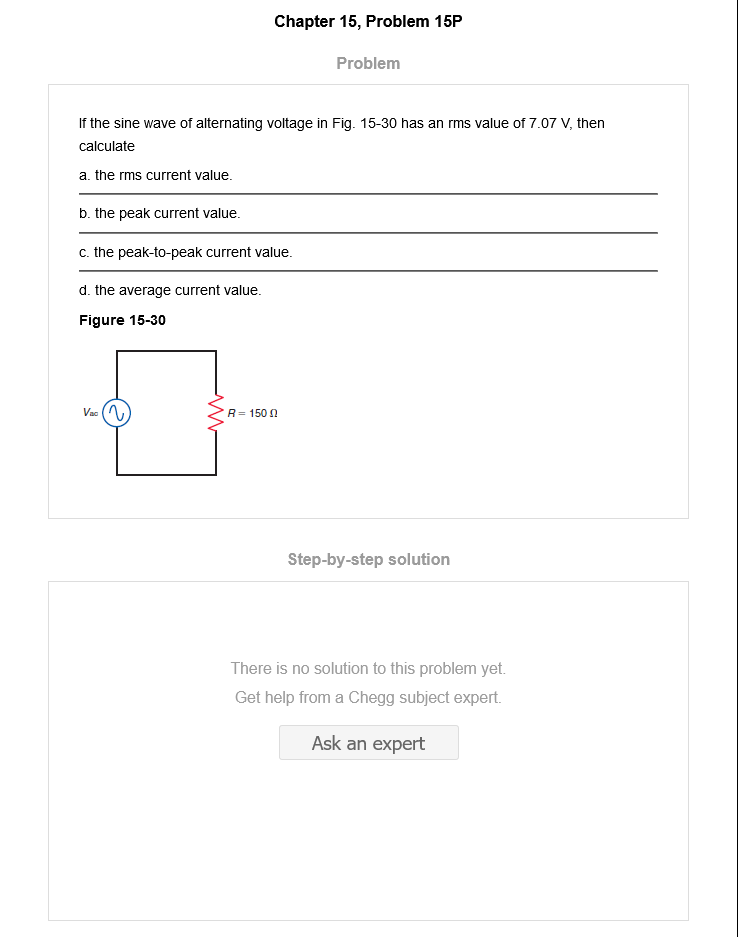 Chapter 15, Problem 15P
Problem
If the sine wave of alternating voltage in Fig. 15-30 has an rms value of 7.07 V, then
calculate
a. the rms current value.
b. the peak current value.
c. the peak-to-peak current value.
d. the average current value.
Figure 15-30
Vac
R = 150 Ω
Step-by-step solution
There is no solution to this problem yet.
Get help from a Chegg subject expert.
Ask an expert